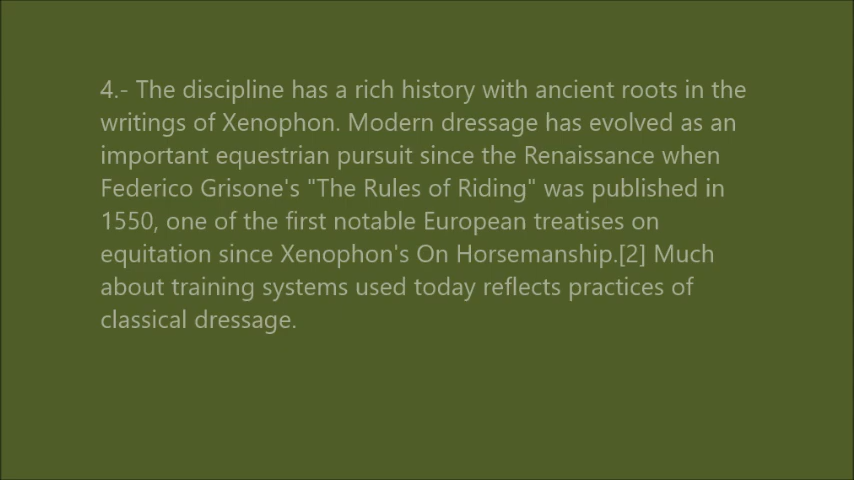 4.- The discipline has a rich history with ancient roots in the
writings of Xenophon. Modern dressage has evolved as an
important equestrian pursuit since the Renaissance when
Federico Grisone's "The Rules of Riding" was published in
1550, one of the first notable European treatises on
equitation since Xenophon's On Horsemanship.[2] Much
about training systems used today reflects practices of
classical dressage.